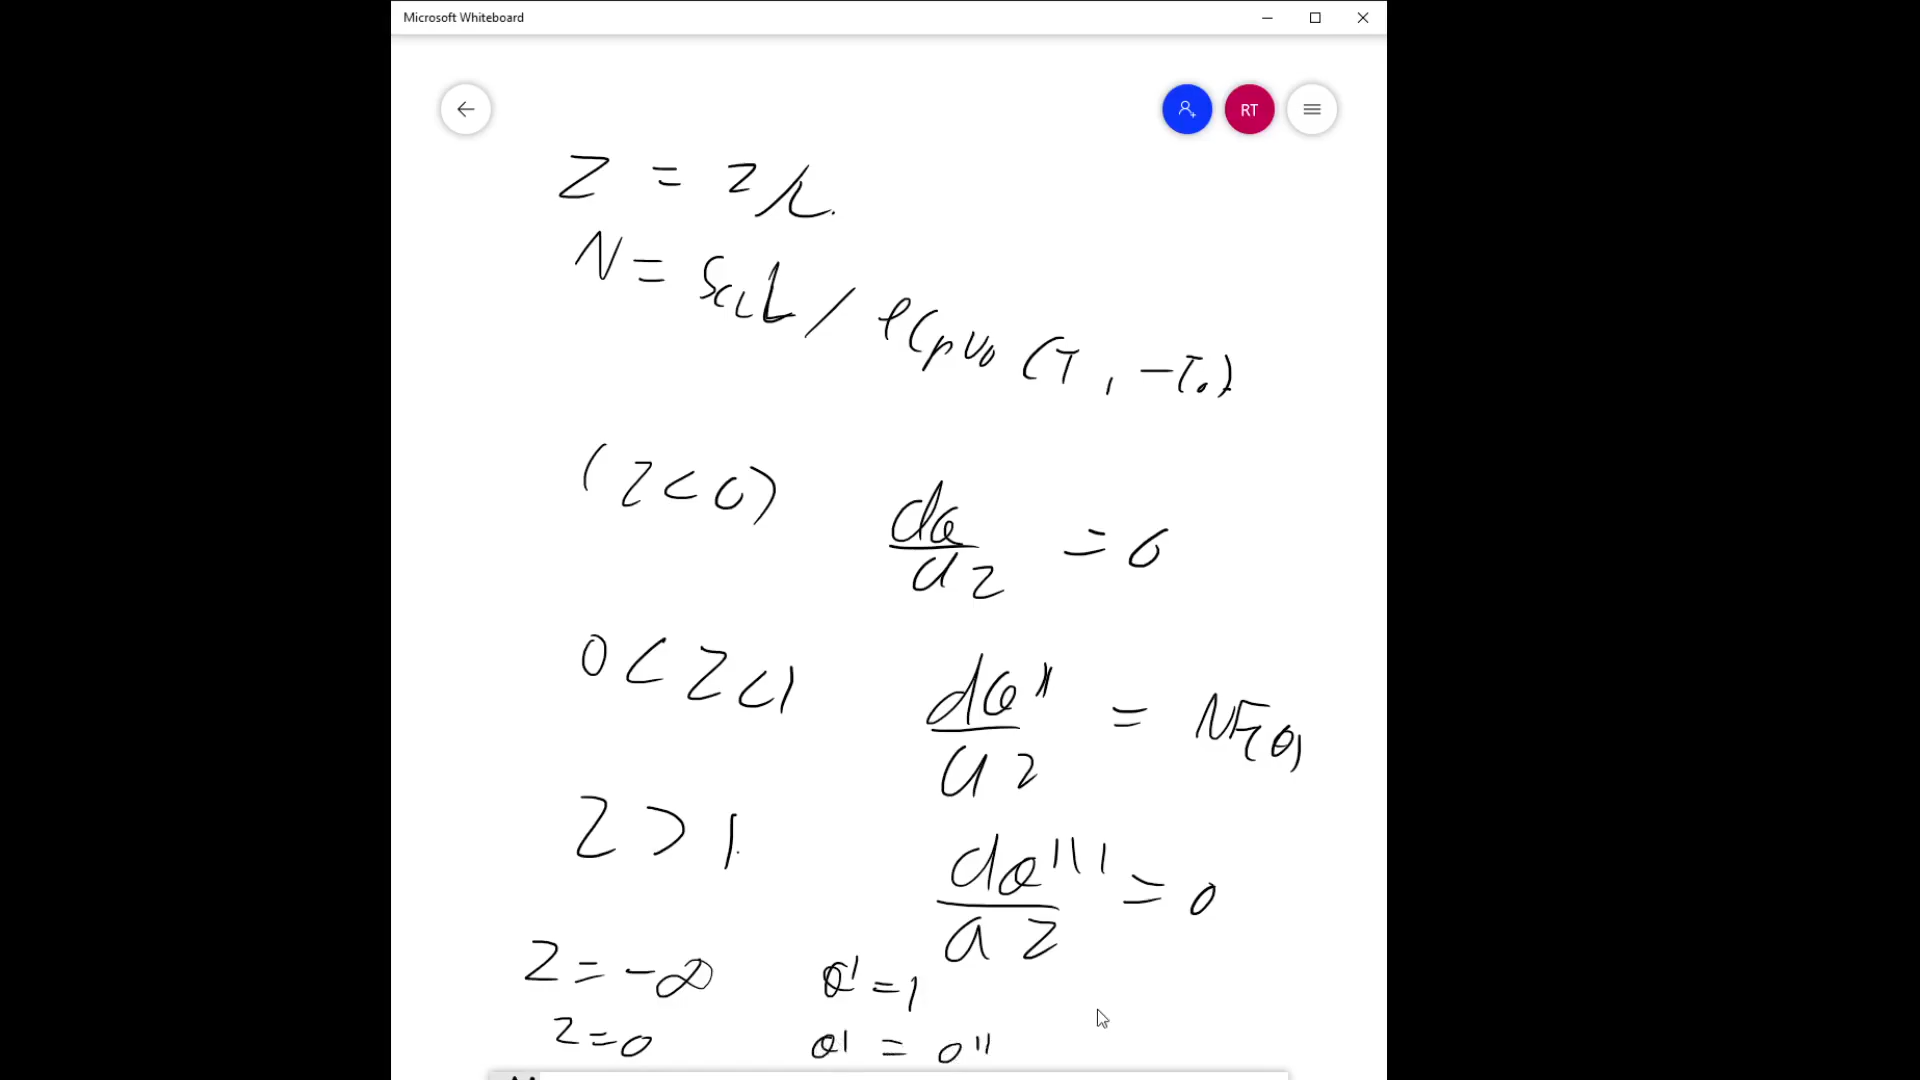 Microsoft Whiteboard
RT
Z = z/L.
N = Sc1L / ρCpv0 (T1 - T0)
(Z < 0) dθ/dZ = 0
0 < Z < 1 dθ"/dZ = NF(θ)
Z > 1. dθ'''/dZ = 0
Z = -∞ θ' = 1
Z = 0 θ' = θ"